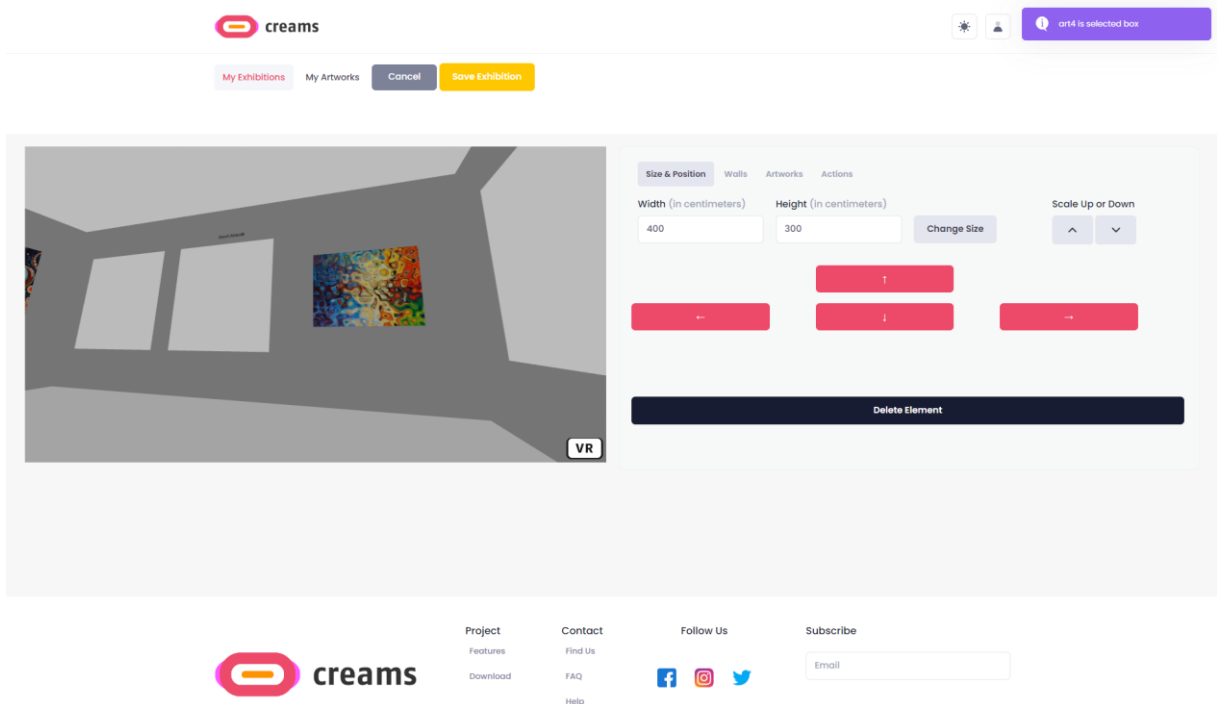 creams
art4 is selected box
My Exhibitions My Artworks Cancel Save Exhibition
Size & Position Walls Artworks Actions
Width (in centimeters) Height (in centimeters) Scale Up or Down
400 300 Change Size
↑
← ↓ →
Delete Element
VR
Project Contact Follow Us Subscribe
Features Find Us
Email
creams
Download FAQ
Help